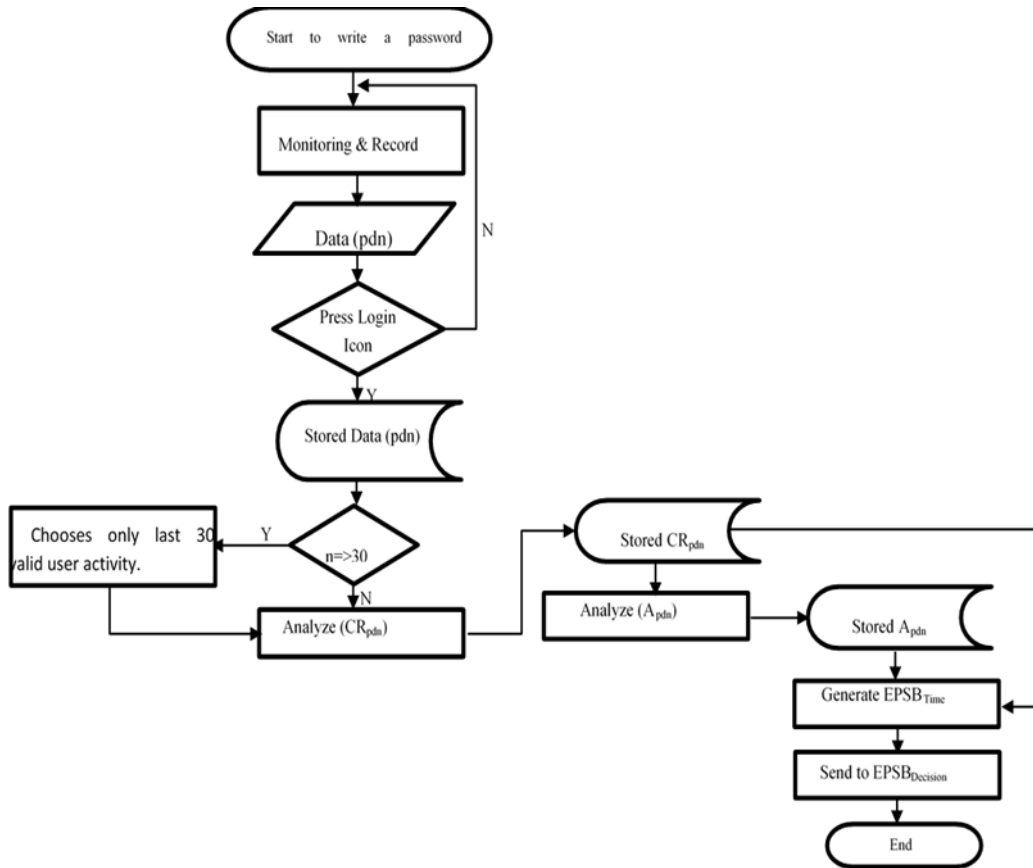 Start to write a password
Monitoring & Record
Data (pdn)
N
Press Login
Icon
Y
Stored Data (pdn)
Y
n=>30
N
Chooses only last 30
valid user activity.
Analyze (CRpdn)
Stored CRpdn
Analyze (Apdn)
Stored Apdn
Generate EPSBTime
Send to EPSBDecision
End